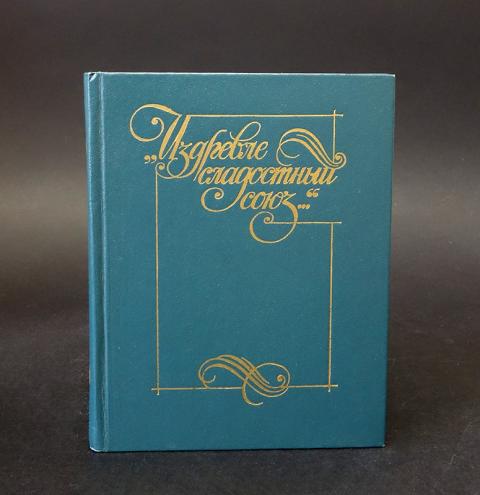 „Издревле
сладостный
союз...“